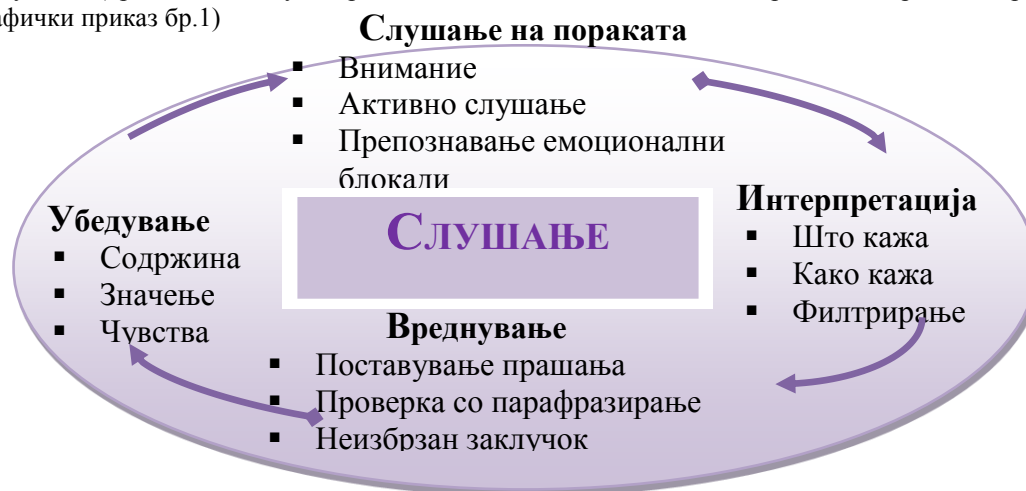 афички приказ бр.1)
Слушање на пораката
▪ Внимание
▪ Активно слушање
▪ Препознавање емоционални
блокади
Убедување
▪ Содржина
▪ Значење
▪ Чувства
СЛУШАЊЕ
Интерпретација
▪ Што кажа
▪ Како кажа
▪ Филтрирање
Вреднување
▪ Поставување прашања
▪ Проверка со парафразирање
▪ Неизбрзан заклучок